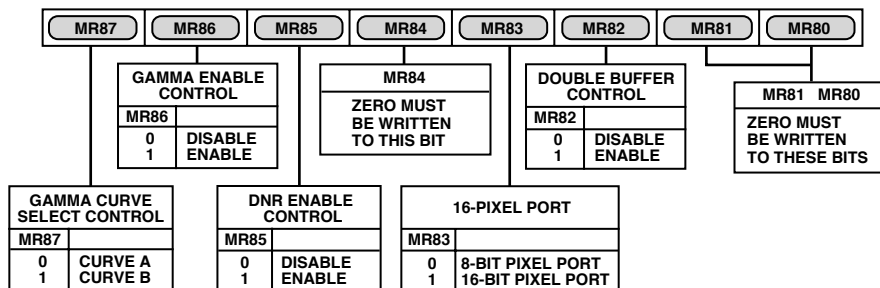 MR87 MR86 MR85 MR84 MR83 MR82 MR81 MR80
GAMMA ENABLE
CONTROL
MR86
0 DISABLE
1 ENABLE
MR84
ZERO MUST
BE WRITTEN
TO THIS BIT
DOUBLE BUFFER
CONTROL
MR82
0 DISABLE
1 ENABLE
MR81 MR80
ZERO MUST
BE WRITTEN
TO THESE BITS
GAMMA CURVE
SELECT CONTROL
MR87
0 CURVE A
1 CURVE B
DNR ENABLE
CONTROL
MR85
0 DISABLE
1 ENABLE
16-PIXEL PORT
MR83
0 8-BIT PIXEL PORT
1 16-BIT PIXEL PORT